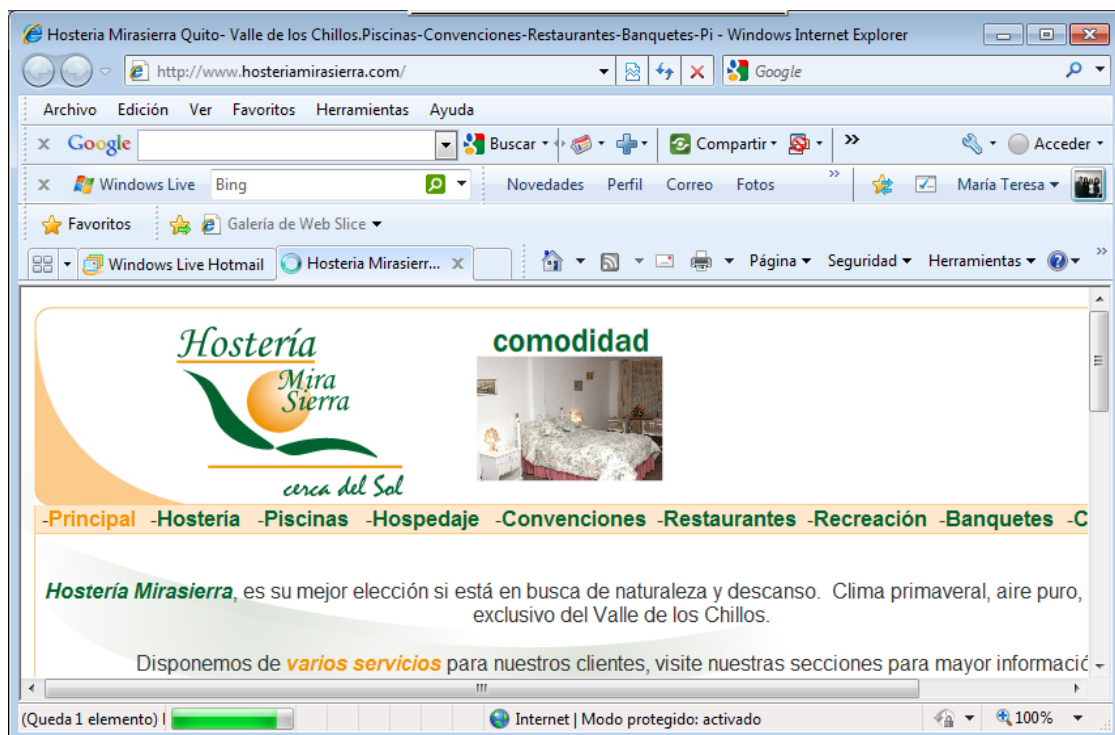 Hosteria Mirasierra Quito- Valle de los Chillos.Piscinas-Convenciones-Restaurantes-Banquetes-Pi - Windows Internet Explorer
http://www.hosteriamirasierra.com/ Google
Archivo Edición Ver Favoritos Herramientas Ayuda
x Google Buscar Compartir » Acceder
x Windows Live Bing Novedades Perfil Correo Fotos » María Teresa
Favoritos Galería de Web Slice
Windows Live Hotmail Hosteria Mirasierr... x Página Seguridad Herramientas »
Hostería
Mira
Sierra
cerca del Sol
comodidad
-Principal -Hostería -Piscinas -Hospedaje -Convenciones -Restaurantes -Recreación -Banquetes -C
Hostería Mirasierra, es su mejor elección si está en busca de naturaleza y descanso. Clima primaveral, aire puro,
exclusivo del Valle de los Chillos.
Disponemos de varios servicios para nuestros clientes, visite nuestras secciones para mayor informació
(Queda 1 elemento) Internet | Modo protegido: activado 100%